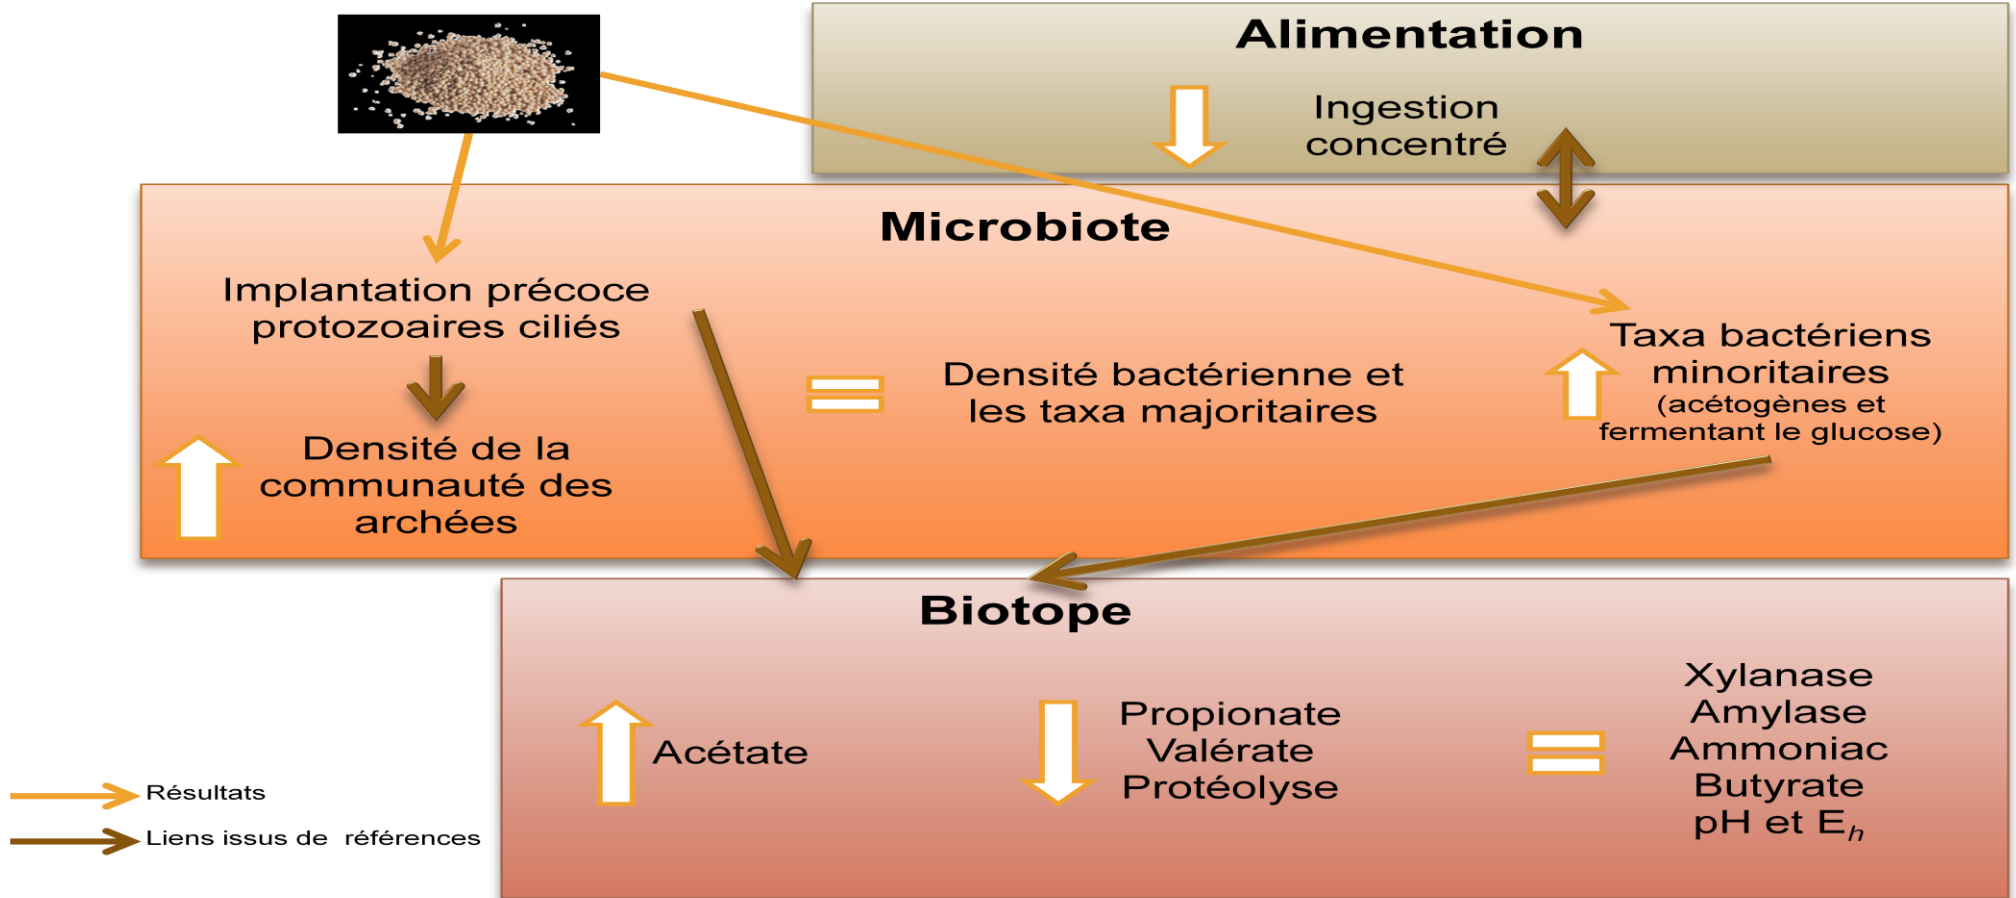 Alimentation
Ingestion
concentré
Microbiote
Implantation précoce
protozoaires ciliés
Densité de la
communauté des
archées
Densité bactérienne et
les taxa majoritaires
Taxa bactériens
minoritaires
(acétogènes et
fermentant le glucose)
Biotope
Acétate
Propionate
Valérate
Protéolyse
Xylanase
Amylase
Ammoniac
Butyrate
pH et Eh
Résultats
Liens issus de références